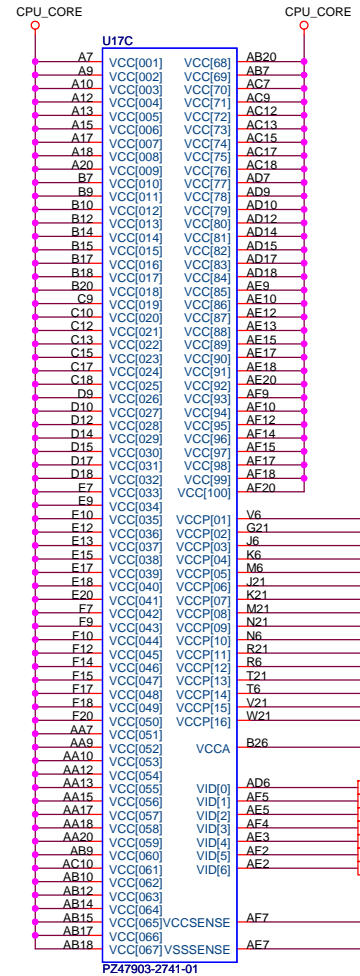 CPU_CORE CPU_CORE
U17C
A7 VCC[001] VCC[68] AB20
A9 VCC[002] VCC[69] AB7
A10 VCC[003] VCC[70] AC7
A12 VCC[004] VCC[71] AC9
A13 VCC[005] VCC[72] AC12
A15 VCC[006] VCC[73] AC13
A17 VCC[007] VCC[74] AC15
A18 VCC[008] VCC[75] AC17
A20 VCC[009] VCC[76] AC18
B7 VCC[010] VCC[77] AD7
B9 VCC[011] VCC[78] AD9
B10 VCC[012] VCC[79] AD10
B12 VCC[013] VCC[80] AD12
B14 VCC[014] VCC[81] AD14
B15 VCC[015] VCC[82] AD15
B17 VCC[016] VCC[83] AD17
B18 VCC[017] VCC[84] AD18
B20 VCC[018] VCC[85] AE9
C9 VCC[019] VCC[86] AE10
C10 VCC[020] VCC[87] AE12
C12 VCC[021] VCC[88] AE13
C13 VCC[022] VCC[89] AE15
C15 VCC[023] VCC[90] AE17
C17 VCC[024] VCC[91] AE18
C18 VCC[025] VCC[92] AE20
D9 VCC[026] VCC[93] AF9
D10 VCC[027] VCC[94] AF10
D12 VCC[028] VCC[95] AF12
D14 VCC[029] VCC[96] AF14
D15 VCC[030] VCC[97] AF15
D17 VCC[031] VCC[98] AF17
D18 VCC[032] VCC[99] AF18
E7 VCC[033] VCC[100] AF20
E9 VCC[034]
E10 VCC[035] VCCP[01] V6
E12 VCC[036] VCCP[02] G21
E13 VCC[037] VCCP[03] J6
E15 VCC[038] VCCP[04] K6
E17 VCC[039] VCCP[05] M6
E18 VCC[040] VCCP[06] J21
E20 VCC[041] VCCP[07] K21
F7 VCC[042] VCCP[08] M21
F9 VCC[043] VCCP[09] N21
F10 VCC[044] VCCP[10] N6
F12 VCC[045] VCCP[11] R21
F14 VCC[046] VCCP[12] R6
F15 VCC[047] VCCP[13] T21
F17 VCC[048] VCCP[14] T6
F18 VCC[049] VCCP[15] V21
F20 VCC[050] VCCP[16] W21
AA7 VCC[051]
AA9 VCC[052] VCCA B26
AA10 VCC[053]
AA12 VCC[054]
AA13 VCC[055] VID[0] AD6
AA15 VCC[056] VID[1] AF5
AA17 VCC[057] VID[2] AE5
AA18 VCC[058] VID[3] AF4
AA20 VCC[059] VID[4] AE3
AB9 VCC[060] VID[5] AF2
AC10 VCC[061] VID[6] AE2
AB10 VCC[062]
AB12 VCC[063]
AB14 VCC[064]
AB15 VCC[065] VCCSENSE AF7
AB17 VCC[066]
AB18 VCC[067] VSSSENSE AE7
PZ47903-2741-01